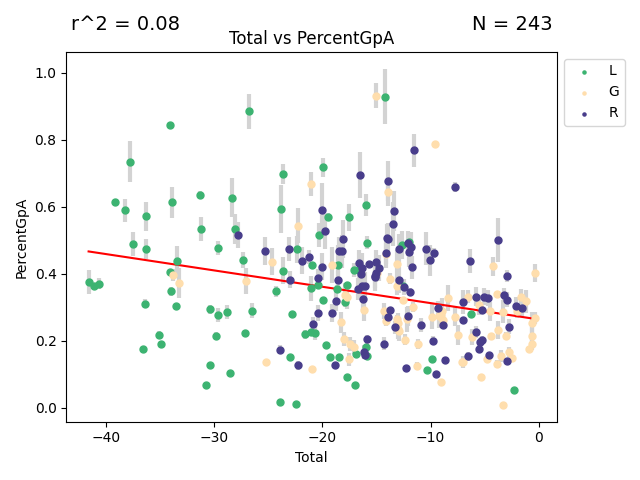 r^2 = 0.08
N = 243
Total vs PercentGpA
L
G
R
PercentGpA
1.0
0.8
0.6
0.4
0.2
0.0
−40
−30
−20
−10
0
Total